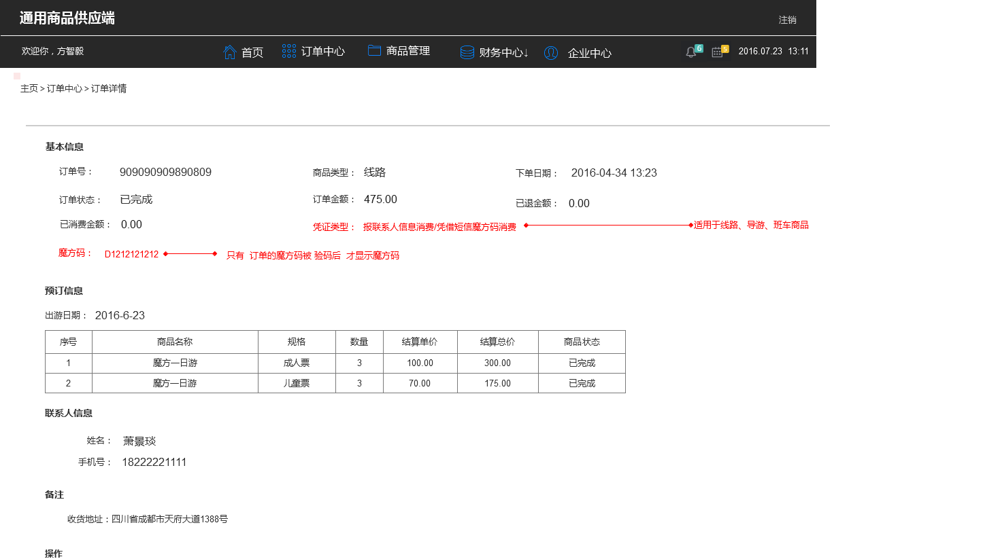 通用商品供应端
注销
欢迎你，方智毅 首页 订单中心 商品管理 财务中心↓ 企业中心 6 5 2016.07.23 13:11
主页 > 订单中心 > 订单详情
基本信息
订单号： 909090909890809 商品类型： 线路 下单日期： 2016-04-34 13:23
订单状态： 已完成 订单金额： 475.00 已退金额： 0.00
已消费金额： 0.00 凭证类型： 报联系人信息消费/凭借短信魔方码消费 适用于线路、导游、班车商品
魔方码： D1212121212 只有 订单的魔方码被 验码后 才显示魔方码
预订信息
出游日期： 2016-6-23
序号 商品名称 规格 数量 结算单价 结算总价 商品状态
1 魔方一日游 成人票 3 100.00 300.00 已完成
2 魔方一日游 儿童票 3 70.00 175.00 已完成
联系人信息
姓名： 萧景琰
手机号： 18222221111
备注
收货地址：四川省成都市天府大道1388号
操作